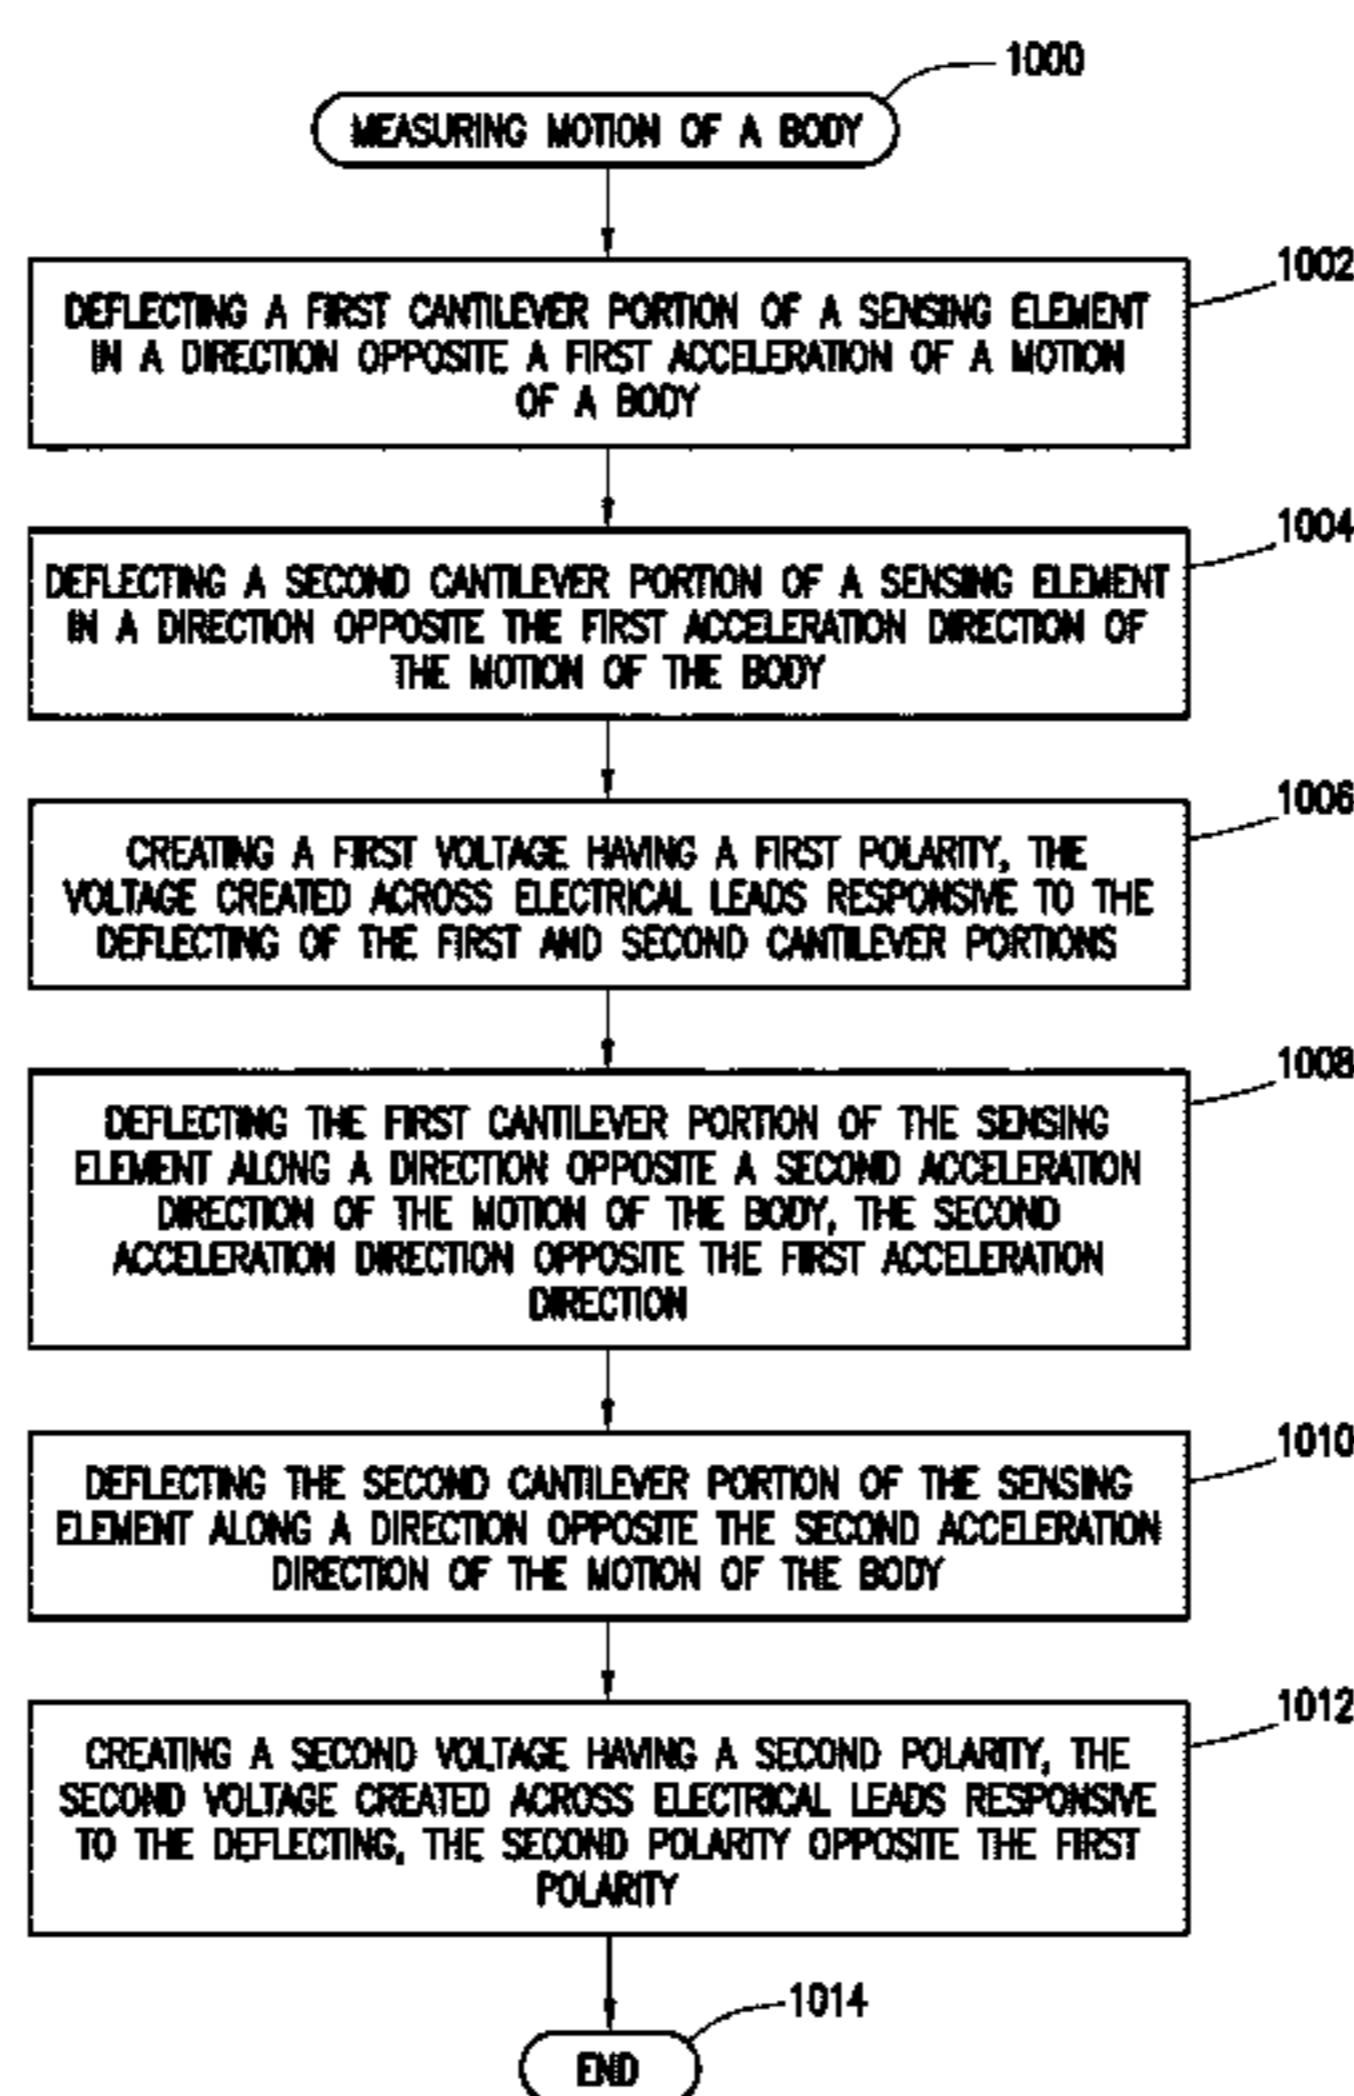 1000
MEASURING MOTION OF A BODY
1002
DEFLECTING A FIRST CANTILEVER PORTION OF A SENSING ELEMENT
IN A DIRECTION OPPOSITE A FIRST ACCELERATION OF A MOTION
OF A BODY
1004
DEFLECTING A SECOND CANTILEVER PORTION OF A SENSING ELEMENT
IN A DIRECTION OPPOSITE THE FIRST ACCELERATION DIRECTION OF
THE MOTION OF THE BODY
1006
CREATING A FIRST VOLTAGE HAVING A FIRST POLARITY, THE
VOLTAGE CREATED ACROSS ELECTRICAL LEADS RESPONSIVE TO THE
DEFLECTING OF THE FIRST AND SECOND CANTILEVER PORTIONS
1008
DEFLECTING THE FIRST CANTILEVER PORTION OF THE SENSING
ELEMENT ALONG A DIRECTION OPPOSITE A SECOND ACCELERATION
DIRECTION OF THE MOTION OF THE BODY, THE SECOND
ACCELERATION DIRECTION OPPOSITE THE FIRST ACCELERATION
DIRECTION
1010
DEFLECTING THE SECOND CANTILEVER PORTION OF THE SENSING
ELEMENT ALONG A DIRECTION OPPOSITE THE SECOND ACCELERATION
DIRECTION OF THE MOTION OF THE BODY
1012
CREATING A SECOND VOLTAGE HAVING A SECOND POLARITY, THE
SECOND VOLTAGE CREATED ACROSS ELECTRICAL LEADS RESPONSIVE
TO THE DEFLECTING, THE SECOND POLARITY OPPOSITE THE FIRST
POLARITY
1014
END